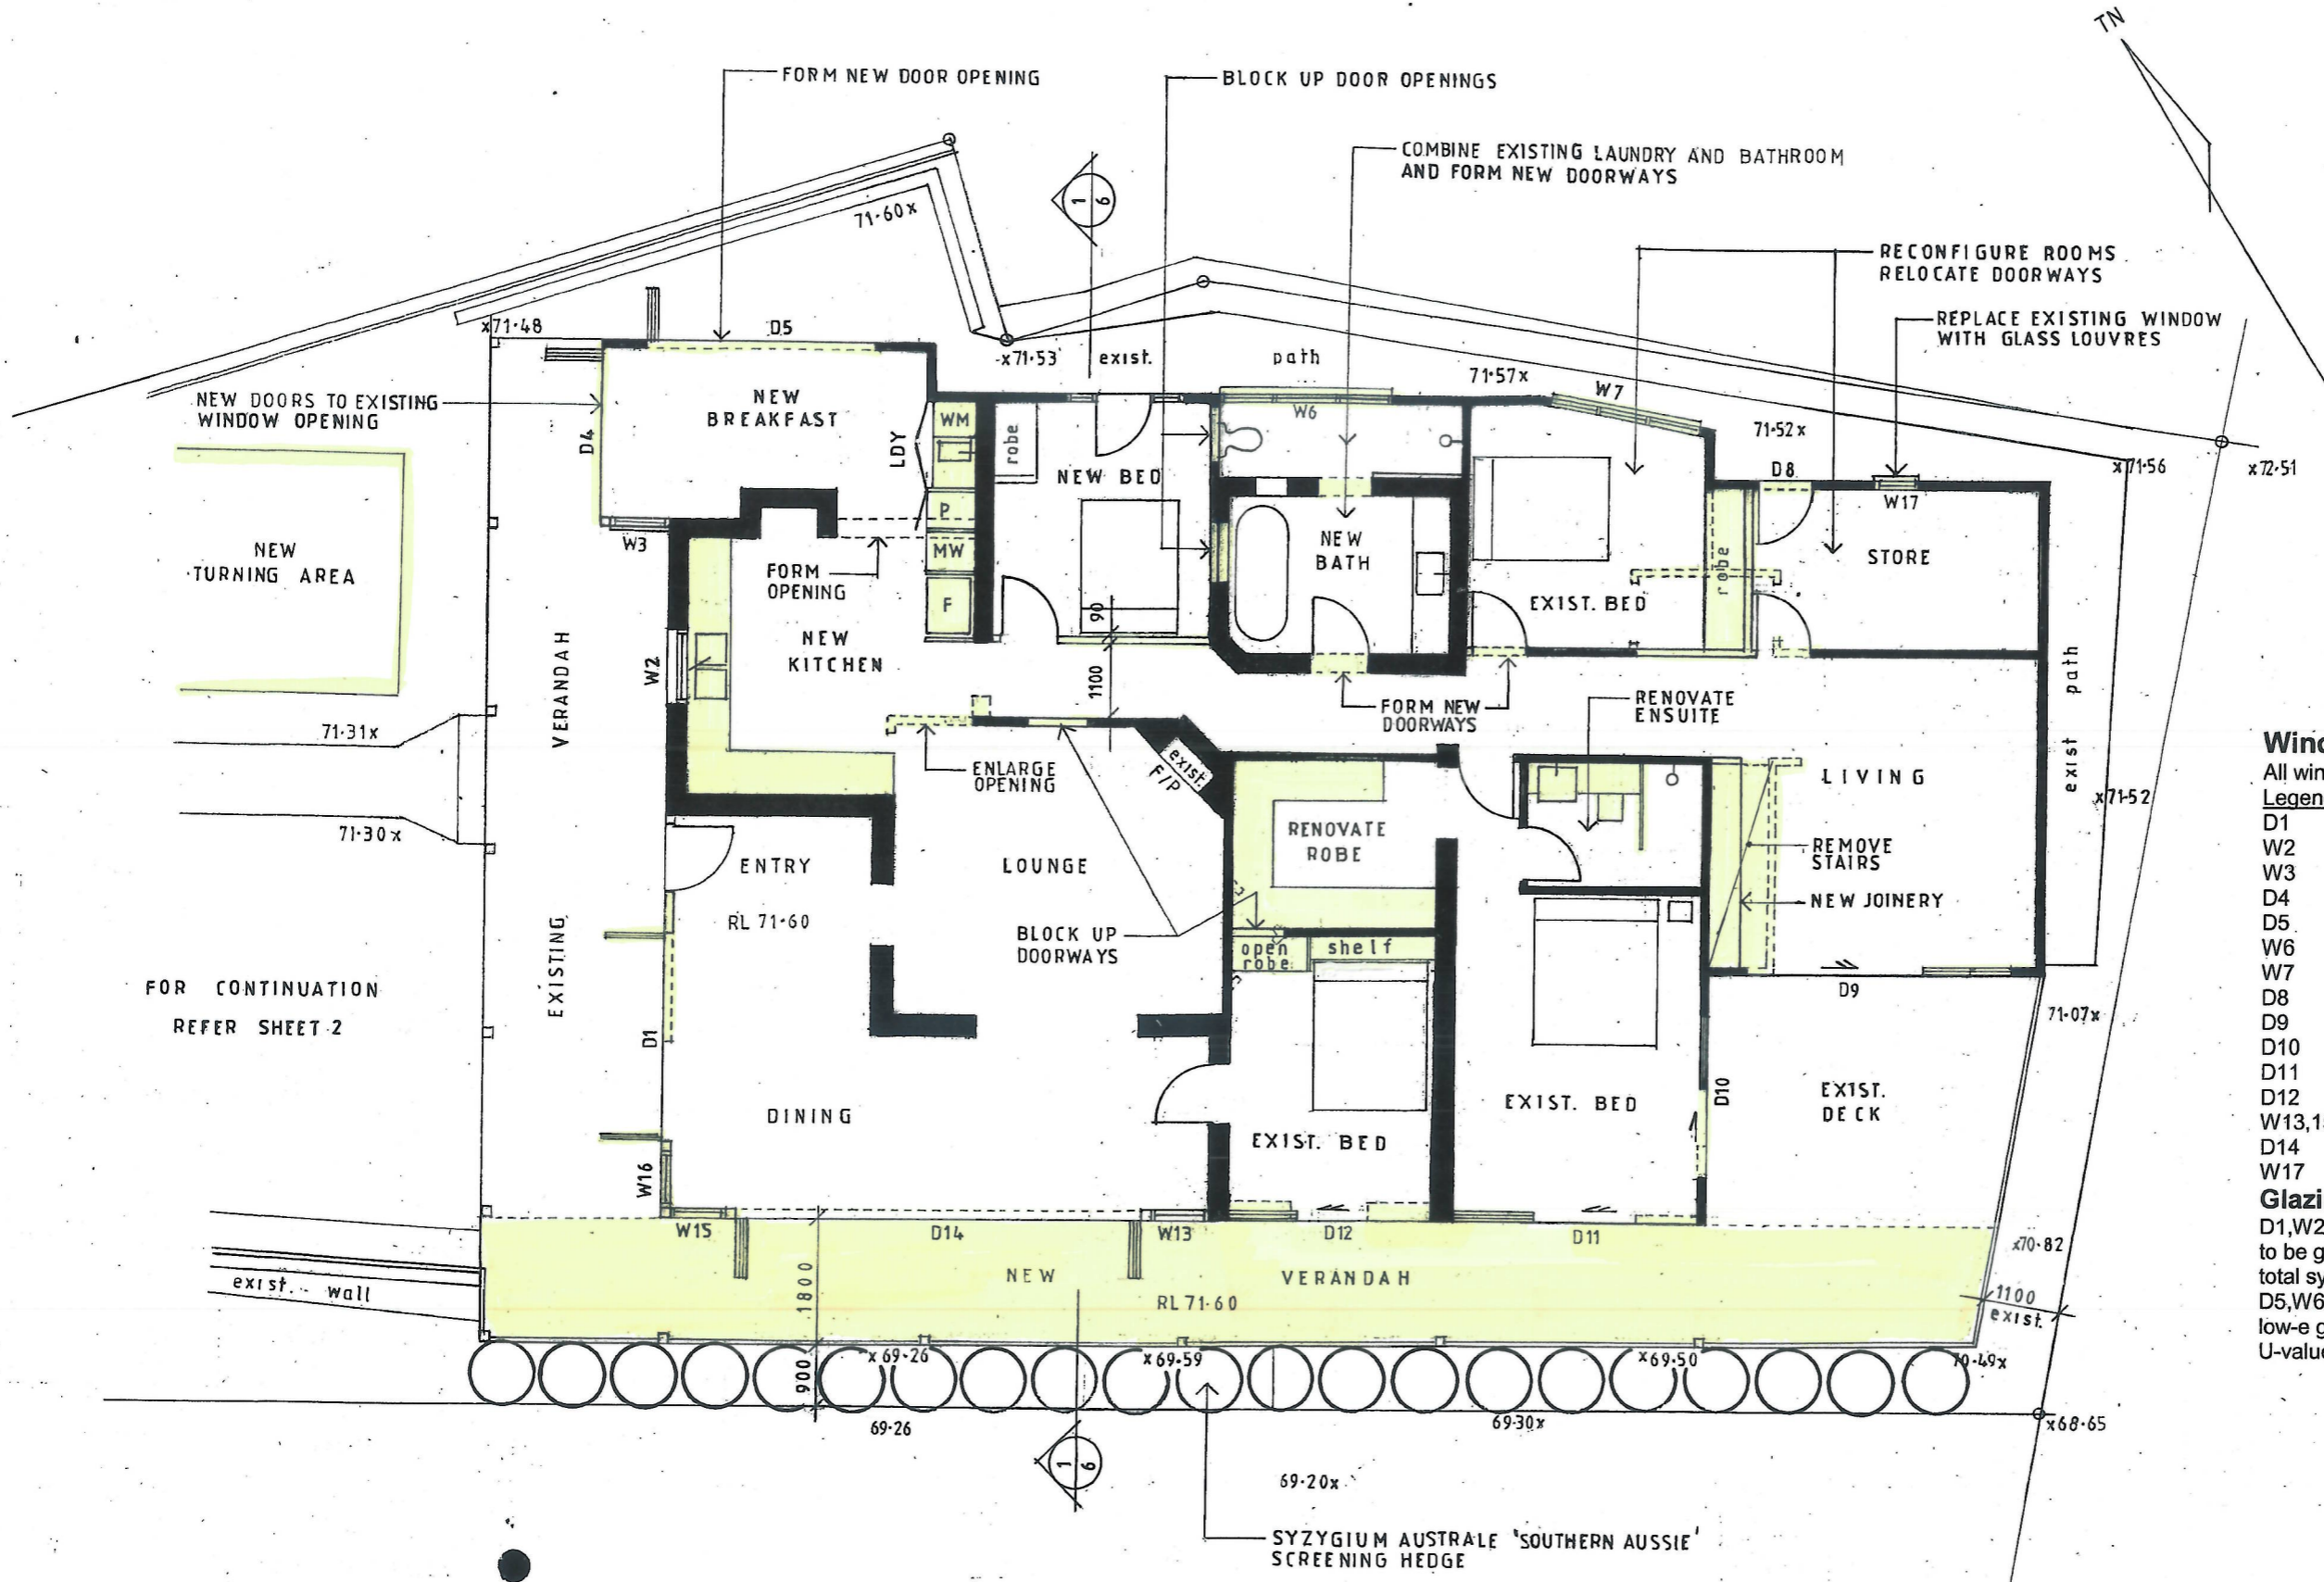 TN
FORM NEW DOOR OPENING
BLOCK UP DOOR OPENINGS
COMBINE EXISTING LAUNDRY AND BATHROOM
AND FORM NEW DOORWAYS
1
6
71·60x
RECONFIGURE ROOMS
RELOCATE DOORWAYS
REPLACE EXISTING WINDOW
WITH GLASS LOUVRES
x71·48
D5
x71·53
exist.
path
71·57x
W7
71·52x
x71·56
x72·51
NEW DOORS TO EXISTING
WINDOW OPENING
D4
NEW
BREAKFAST
LDY
WM
robe
NEW BED
W6
D8
W17
NEW
TURNING AREA
W3
P
MW
F
FORM
OPENING
NEW
BATH
EXIST. BED
robe
STORE
NEW
KITCHEN
W2
90
1100
VERANDAH
EXISTING
71·31x
71·30x
FORM NEW
DOORWAYS
RENOVATE
ENSUITE
exist path
x71·52
ENLARGE
OPENING
exist
F/P
LIVING
ENTRY
RL 71·60
LOUNGE
RENOVATE
ROBE
REMOVE
STAIRS
NEW JOINERY
BLOCK UP
DOORWAYS
open
robe
shelf
FOR CONTINUATION
REFER SHEET 2
D1
D9
71·07x
DINING
EXIST. BED
EXIST. BED
D10
EXIST.
DECK
W16
W15
D14
W13
D12
D11
x70·82
NEW VERANDAH
RL 71·60
1800
1100
exist.
exist. wall
900
x69·26
x69·59
x69·50
70·49x
69·26
69·30x
x68·65
1
6
69·20x
SYZYGIUM AUSTRALE 'SOUTHERN AUSSIE'
SCREENING HEDGE
Wind
All win
Legen
D1
W2
W3
D4
D5
W6
W7
D8
D9
D10
D11
D12
W13,1
D14
W17
Glazi
D1,W2
to be g
total sy
D5,W6
low-e g
U-value